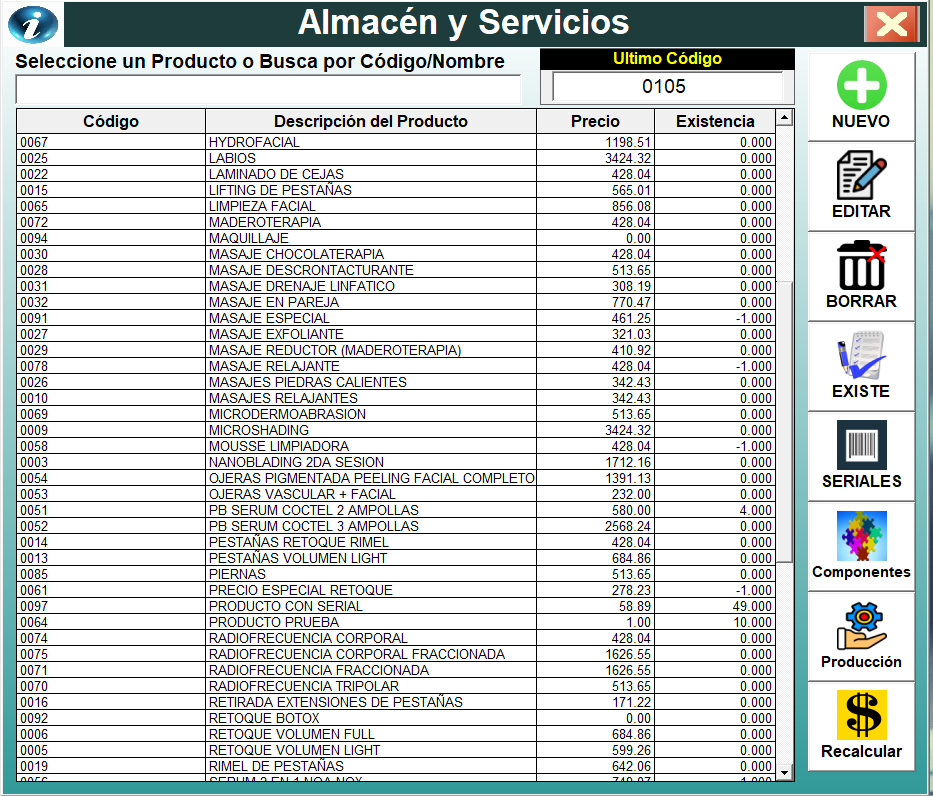 Almacén y Servicios
Seleccione un Producto o Busca por Código/Nombre
Ultimo Código
0105
Código Descripción del Producto Precio Existencia
0067 HYDROFACIAL 1198.51 0.000
0025 LABIOS 3424.32 0.000
0022 LAMINADO DE CEJAS 428.04 0.000
0015 LIFTING DE PESTAÑAS 565.01 0.000
0065 LIMPIEZA FACIAL 856.08 0.000
0072 MADEROTERAPIA 428.04 0.000
0094 MAQUILLAJE 0.00 0.000
0030 MASAJE CHOCOLATERAPIA 428.04 0.000
0028 MASAJE DESCRONTACTURANTE 513.65 0.000
0031 MASAJE DRENAJE LINFATICO 308.19 0.000
0032 MASAJE EN PAREJA 770.47 0.000
0091 MASAJE ESPECIAL 461.25 -1.000
0027 MASAJE EXFOLIANTE 321.03 0.000
0029 MASAJE REDUCTOR (MADEROTERAPIA) 410.92 0.000
0078 MASAJE RELAJANTE 428.04 -1.000
0026 MASAJES PIEDRAS CALIENTES 342.43 0.000
0010 MASAJES RELAJANTES 342.43 0.000
0069 MICRODERMOABRASION 513.65 0.000
0009 MICROSHADING 3424.32 0.000
0058 MOUSSE LIMPIADORA 428.04 -1.000
0003 NANOBLADING 2DA SESION 1712.16 0.000
0054 OJERAS PIGMENTADA PEELING FACIAL COMPLETO 1391.13 0.000
0053 OJERAS VASCULAR + FACIAL 232.00 0.000
0051 PB SERUM COCTEL 2 AMPOLLAS 580.00 4.000
0052 PB SERUM COCTEL 3 AMPOLLAS 2568.24 0.000
0014 PESTAÑAS RETOQUE RIMEL 428.04 0.000
0013 PESTAÑAS VOLUMEN LIGHT 684.86 0.000
0085 PIERNAS 513.65 0.000
0061 PRECIO ESPECIAL RETOQUE 278.23 -1.000
0097 PRODUCTO CON SERIAL 58.89 49.000
0064 PRODUCTO PRUEBA 1.00 10.000
0074 RADIOFRECUENCIA CORPORAL 428.04 0.000
0075 RADIOFRECUENCIA CORPORAL FRACCIONADA 1626.55 0.000
0071 RADIOFRECUENCIA FRACCIONADA 1626.55 0.000
0070 RADIOFRECUENCIA TRIPOLAR 513.65 0.000
0016 RETIRADA EXTENSIONES DE PESTAÑAS 171.22 0.000
0092 RETOQUE BOTOX 0.00 0.000
0006 RETOQUE VOLUMEN FULL 684.86 0.000
0005 RETOQUE VOLUMEN LIGHT 599.26 0.000
0019 RIMEL DE PESTAÑAS 642.06 0.000
NUEVO
EDITAR
BORRAR
EXISTE
SERIALES
Componentes
Producción
Recalcular